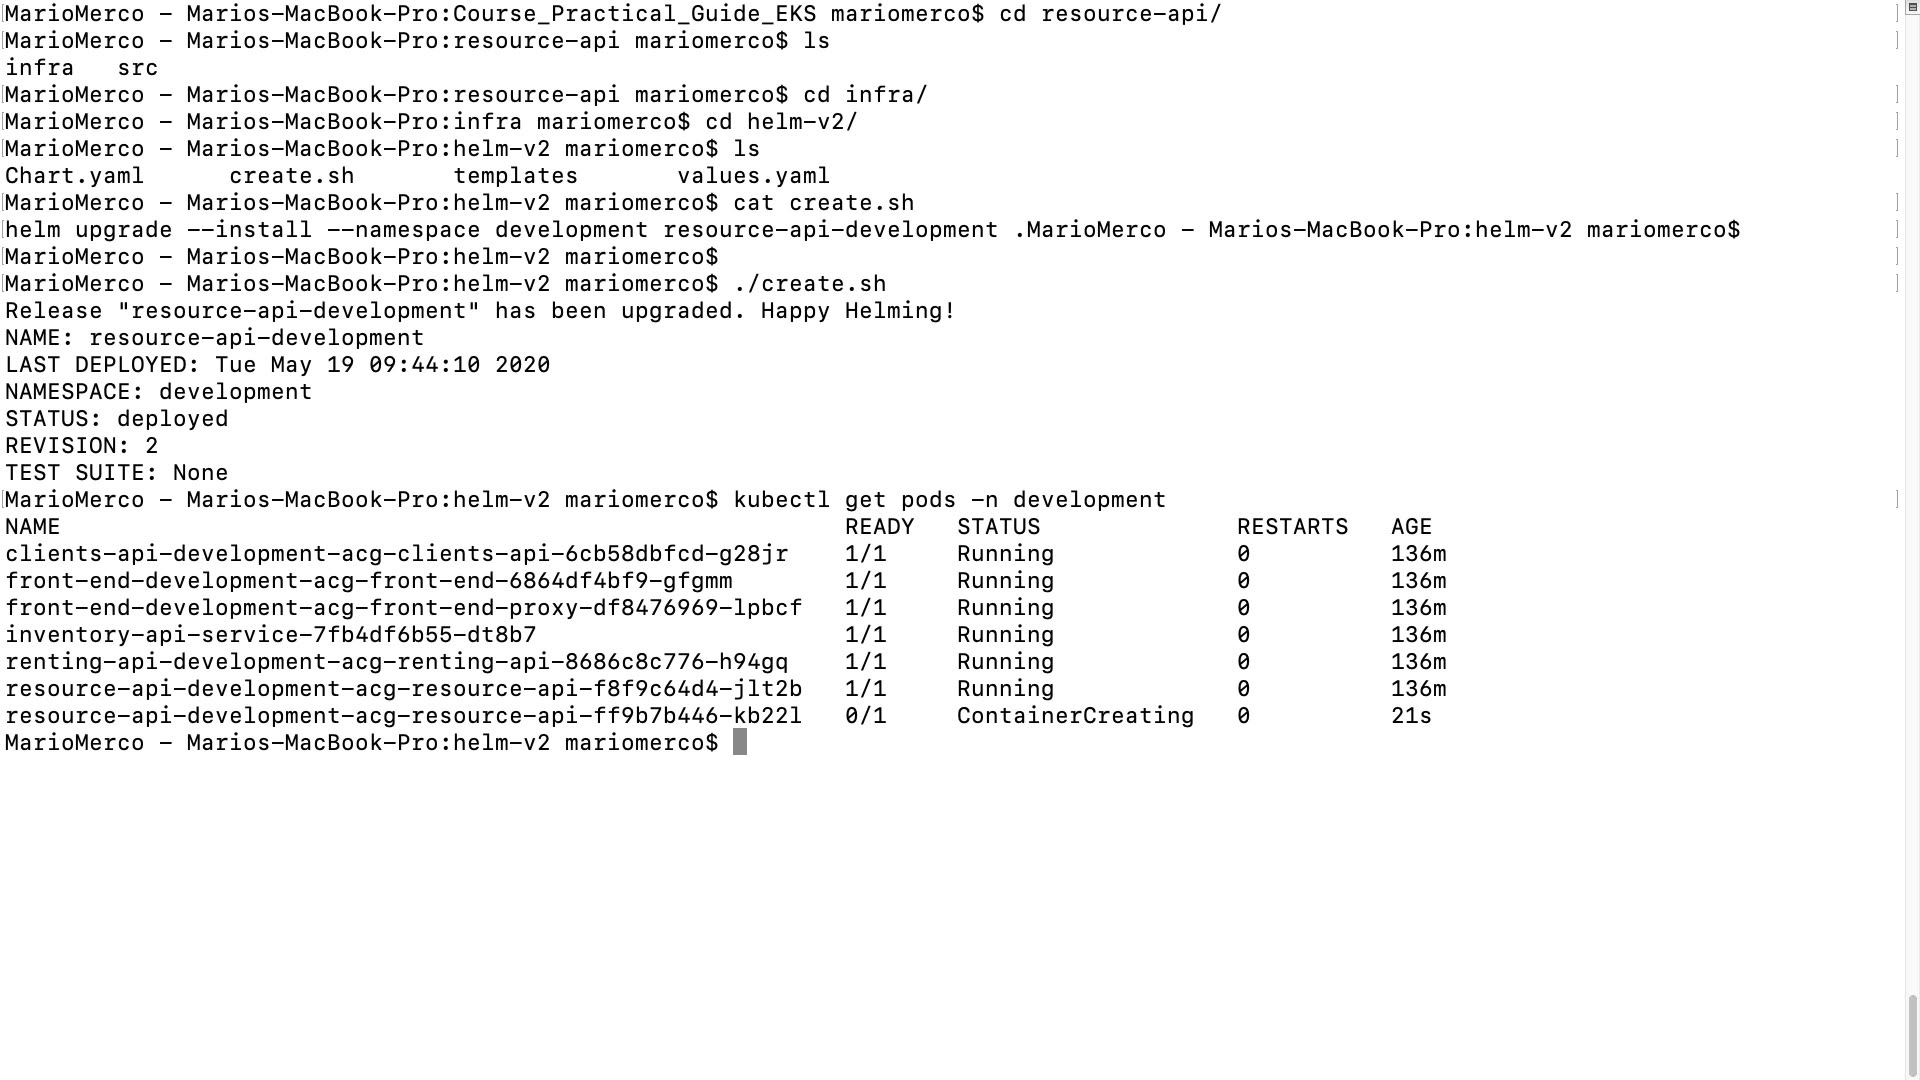 [MarioMerco – Marios-MacBook-Pro:Course_Practical_Guide_EKS mariomerco$ cd resource-api/ ]
[MarioMerco – Marios-MacBook-Pro:resource-api mariomerco$ ls ]
infra   src
[MarioMerco – Marios-MacBook-Pro:resource-api mariomerco$ cd infra/ ]
[MarioMerco – Marios-MacBook-Pro:infra mariomerco$ cd helm-v2/ ]
[MarioMerco – Marios-MacBook-Pro:helm-v2 mariomerco$ ls ]
Chart.yaml      create.sh       templates       values.yaml
[MarioMerco – Marios-MacBook-Pro:helm-v2 mariomerco$ cat create.sh ]
[helm upgrade --install --namespace development resource-api-development .MarioMerco – Marios-MacBook-Pro:helm-v2 mariomerco$ ]
[MarioMerco – Marios-MacBook-Pro:helm-v2 mariomerco$ ]
[MarioMerco – Marios-MacBook-Pro:helm-v2 mariomerco$ ./create.sh ]
Release "resource-api-development" has been upgraded. Happy Helming!
NAME: resource-api-development
LAST DEPLOYED: Tue May 19 09:44:10 2020
NAMESPACE: development
STATUS: deployed
REVISION: 2
TEST SUITE: None
[MarioMerco – Marios-MacBook-Pro:helm-v2 mariomerco$ kubectl get pods -n development ]
NAME   READY   STATUS   RESTARTS   AGE
clients-api-development-acg-clients-api-6cb58dbfcd-g28jr   1/1   Running   0   136m
front-end-development-acg-front-end-6864df4bf9-gfgmm   1/1   Running   0   136m
front-end-development-acg-front-end-proxy-df8476969-lpbcf   1/1   Running   0   136m
inventory-api-service-7fb4df6b55-dt8b7   1/1   Running   0   136m
renting-api-development-acg-renting-api-8686c8c776-h94gq   1/1   Running   0   136m
resource-api-development-acg-resource-api-f8f9c64d4-jlt2b   1/1   Running   0   136m
resource-api-development-acg-resource-api-ff9b7b446-kb22l   0/1   ContainerCreating   0   21s
MarioMerco – Marios-MacBook-Pro:helm-v2 mariomerco$